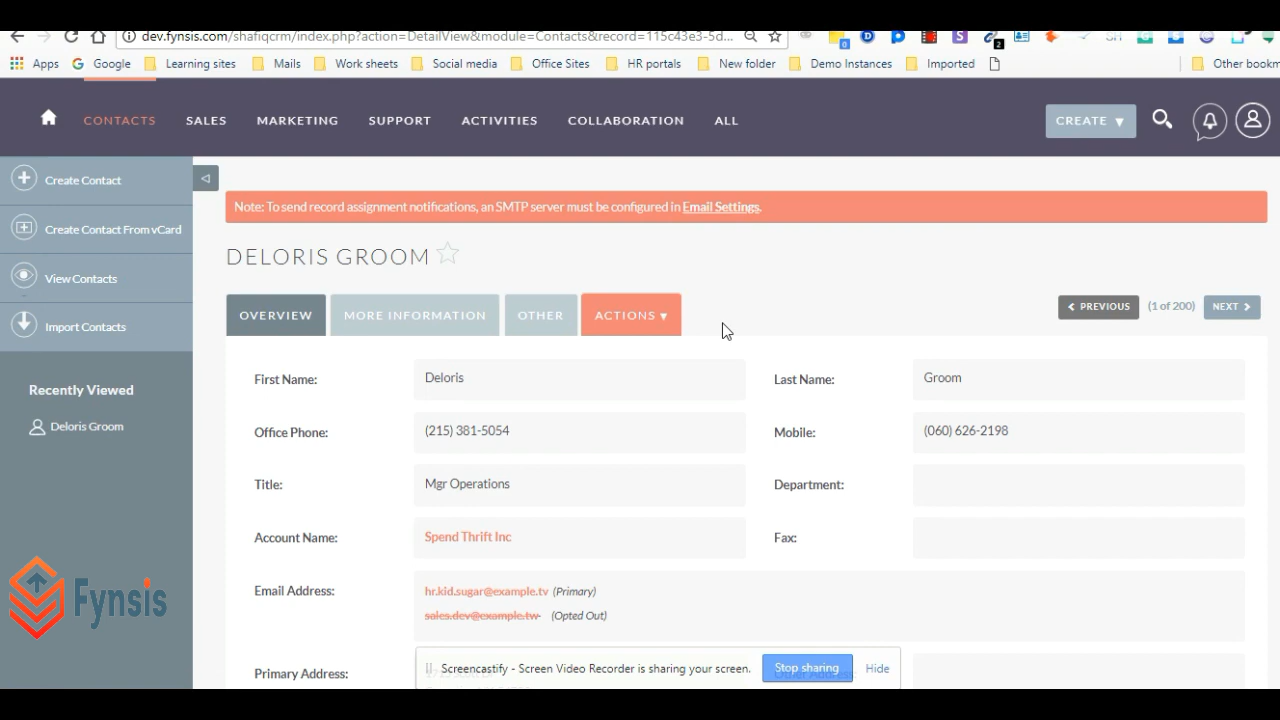 dev.fynsis.com/shafiqcrm/index.php?action=DetailView&module=Contacts&record=115c43e3-5d...
Apps Google Learning sites Mails Work sheets Social media Office Sites HR portals New folder Demo Instances Imported Other bookm
CONTACTS SALES MARKETING SUPPORT ACTIVITIES COLLABORATION ALL CREATE ▾
Create Contact
Create Contact From vCard
View Contacts
Import Contacts
Recently Viewed
Deloris Groom
Note: To send record assignment notifications, an SMTP server must be configured in Email Settings.
DELORIS GROOM
OVERVIEW MORE INFORMATION OTHER ACTIONS ▾ PREVIOUS (1 of 200) NEXT
First Name: Deloris Last Name: Groom
Office Phone: (215) 381-5054 Mobile: (060) 626-2198
Title: Mgr Operations Department:
Account Name: Spend Thrift Inc Fax:
Email Address: hr.kid.sugar@example.tv (Primary)
sales.dev@example.tw (Opted Out)
Fynsis
Screencastify - Screen Video Recorder is sharing your screen. Stop sharing Hide
Primary Address: Other Address: